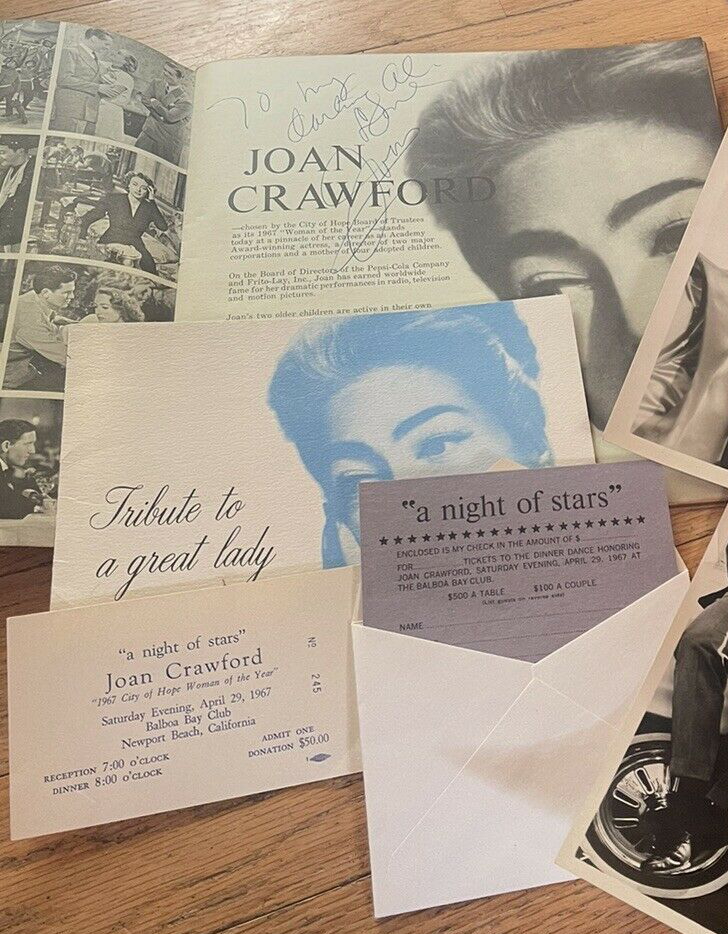 To my
darling Al.
JOAN
CRAWFORD
—chosen by the City of Hope Board of Trustees
as its 1967 "Woman of the Year"—stands
today at a pinnacle of her career as an Academy
Award-winning actress, a director of two major
corporations and a mother of four adopted children.
On the Board of Directors of the Pepsi-Cola Company
and Frito-Lay, Inc., Joan has earned worldwide
fame for her dramatic performances in radio, television
and motion pictures.
Joan's two older children are active in their own
Tribute to
a great lady
"a night of stars"
ENCLOSED IS MY CHECK IN THE AMOUNT OF $
FOR TICKETS TO THE DINNER DANCE HONORING
JOAN CRAWFORD, SATURDAY EVENING, APRIL 29, 1967 AT
THE BALBOA BAY CLUB.
$500 A TABLE $100 A COUPLE
(List guests on reverse side)
NAME
"a night of stars"
Joan Crawford
"1967 City of Hope Woman of the Year"
Saturday Evening, April 29, 1967
Balboa Bay Club
Newport Beach, California
RECEPTION 7:00 O'CLOCK
DINNER 8:00 O'CLOCK
ADMIT ONE
DONATION $50.00
No 245